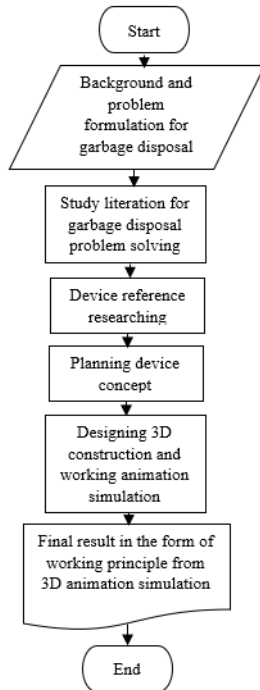 Start
Background and
problem
formulation for
garbage disposal
Study literation for
garbage disposal
problem solving
Device reference
researching
Planning device
concept
Designing 3D
construction and
working animation
simulation
Final result in the form of
working principle from
3D animation simulation
End